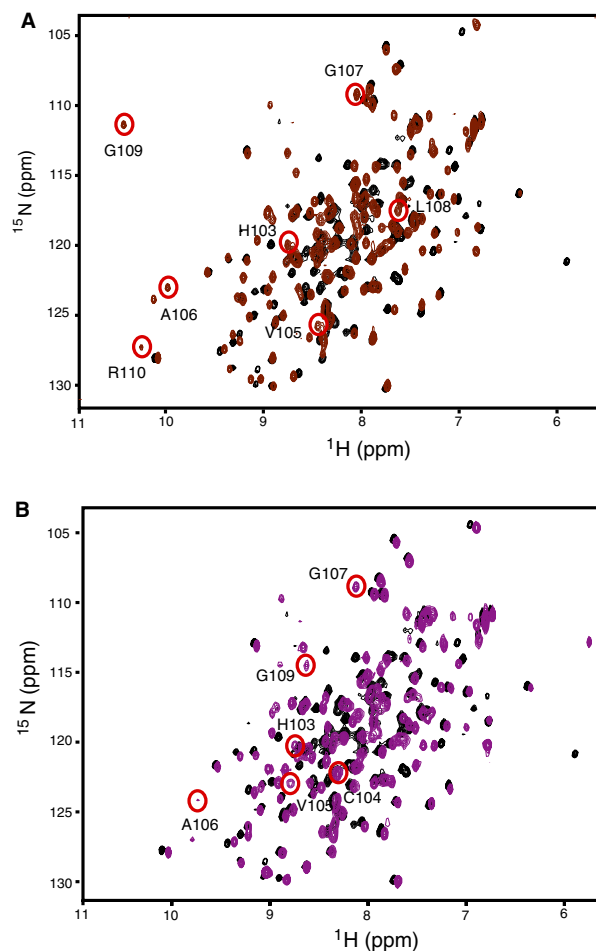 A
105
110
115
120
125
130
15N (ppm)
G107
G109
L108
H103
A106
V105
R110
11
10
9
8
7
6
1H (ppm)
B
105
110
115
120
125
130
15N (ppm)
G107
G109
H103
C104
V105
A106
11
10
9
8
7
6
1H (ppm)